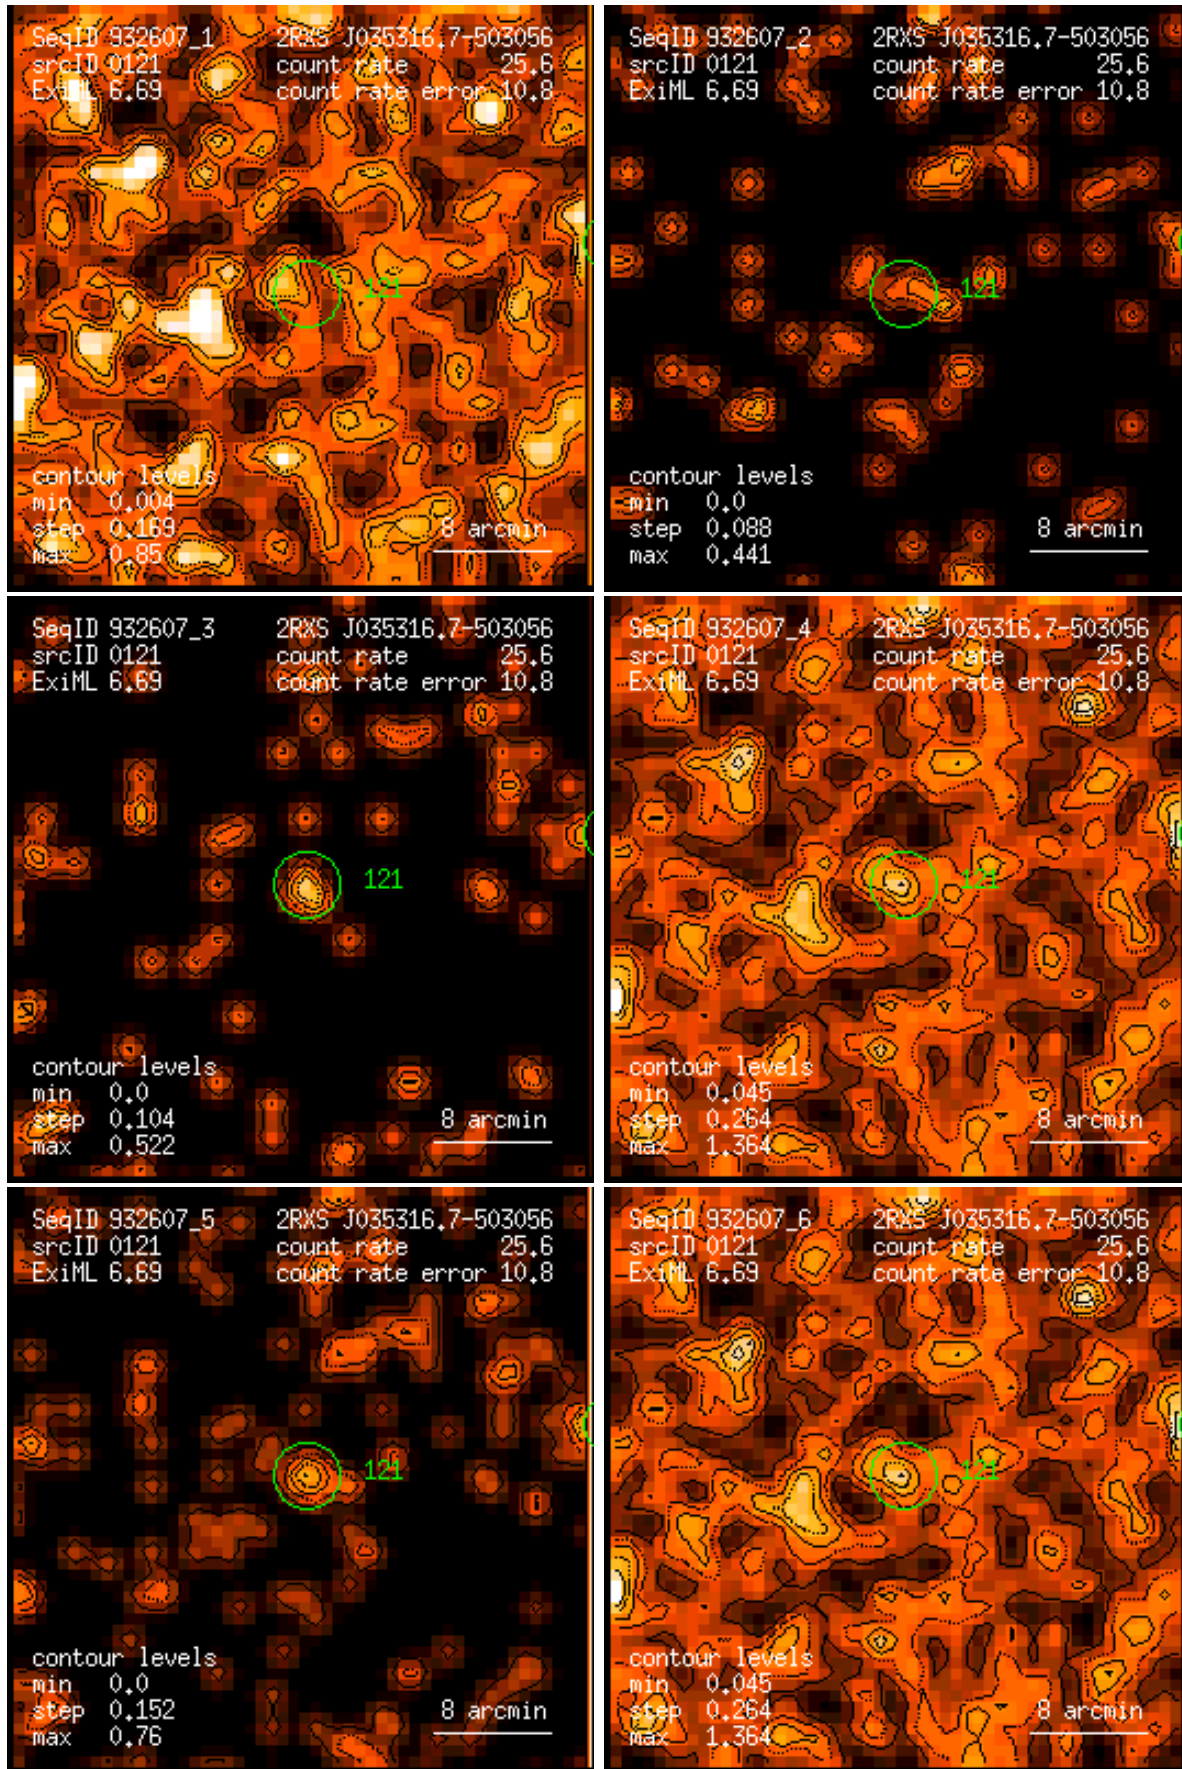 SeqID 932607_1 2RXS J035316.7-503056
srcID 0121 count rate 25.6
ExiML 6.69 count rate error 10.8
121
contour levels
min 0.004
step 0.169 8 arcmin
max 0.85
SeqID 932607_2 2RXS J035316.7-503056
srcID 0121 count rate 25.6
ExiML 6.69 count rate error 10.8
121
contour levels
min 0.0
step 0.088 8 arcmin
max 0.441
SeqID 932607_3 2RXS J035316.7-503056
srcID 0121 count rate 25.6
ExiML 6.69 count rate error 10.8
121
contour levels
min 0.0
step 0.104 8 arcmin
max 0.522
SeqID 932607_4 2RXS J035316.7-503056
srcID 0121 count rate 25.6
ExiML 6.69 count rate error 10.8
121
contour levels
min 0.045
step 0.264 8 arcmin
max 1.364
SeqID 932607_5 2RXS J035316.7-503056
srcID 0121 count rate 25.6
ExiML 6.69 count rate error 10.8
121
contour levels
min 0.0
step 0.152 8 arcmin
max 0.76
SeqID 932607_6 2RXS J035316.7-503056
srcID 0121 count rate 25.6
ExiML 6.69 count rate error 10.8
121
contour levels
min 0.045
step 0.264 8 arcmin
max 1.364